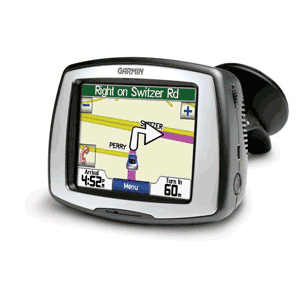 GARMIN
Right on Switzer Rd
SWITZER
PERRY
Arrival
4:52
Menu
Turn In
60